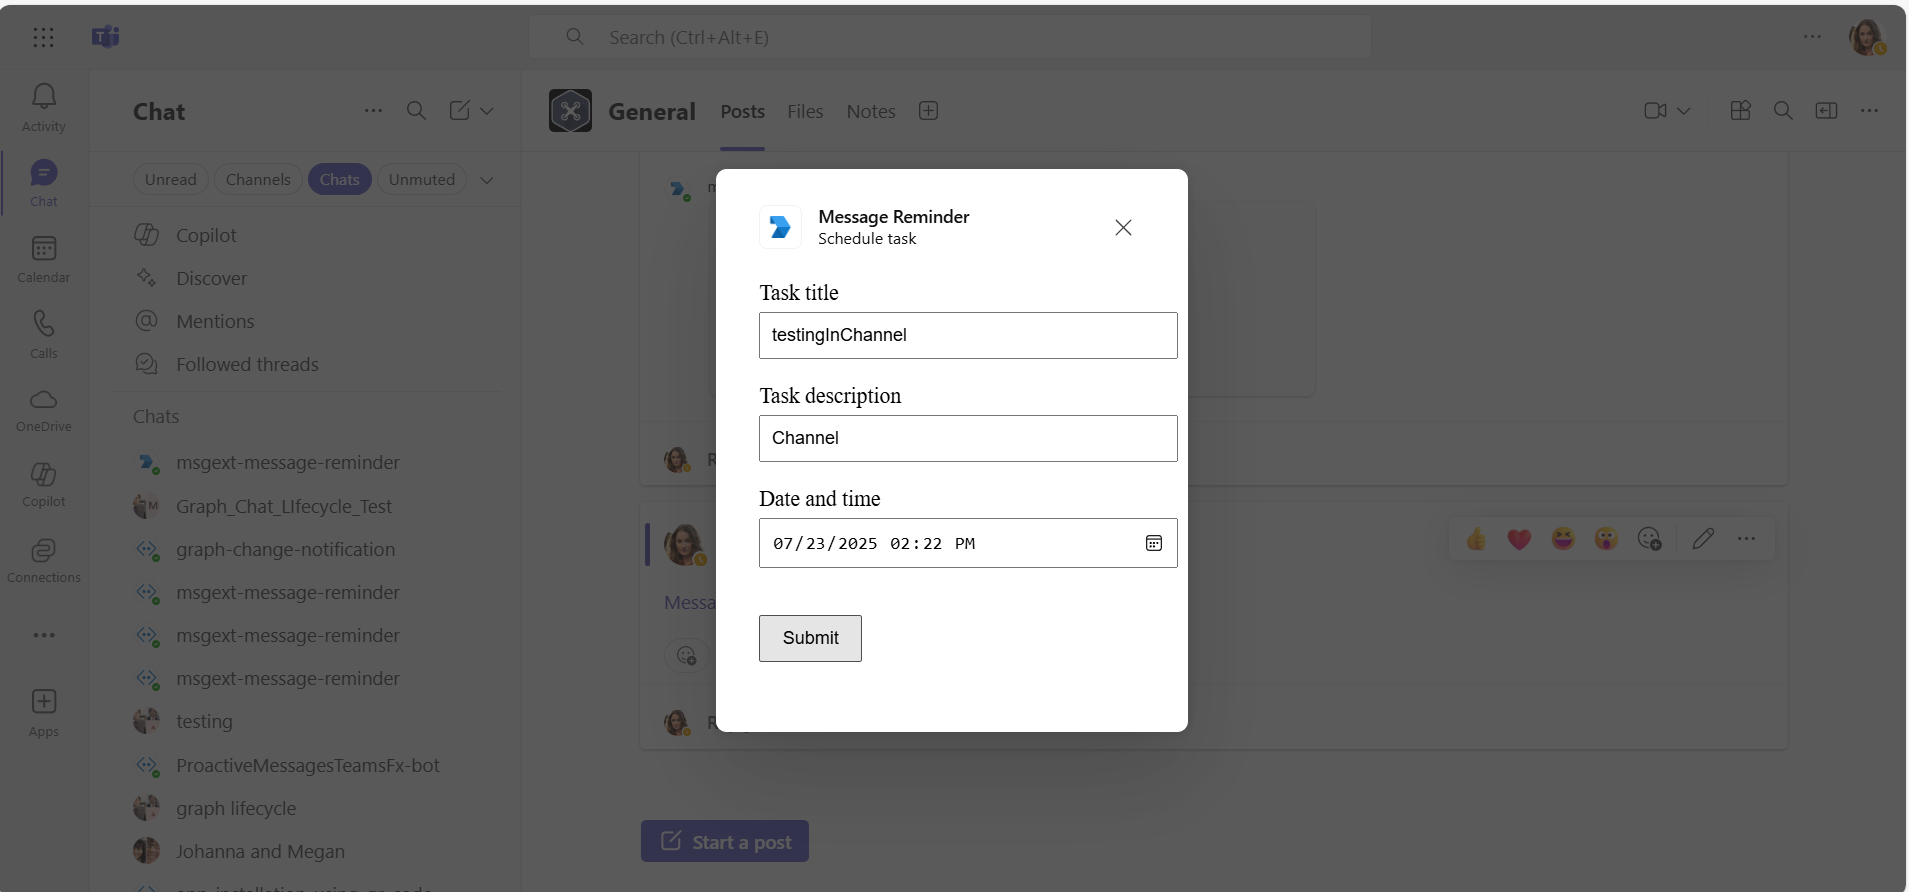 Search (Ctrl+Alt+E)
Activity
Chat
Calendar
Calls
OneDrive
Copilot
Connections
Apps
Chat
Unread
Channels
Chats
Unmuted
Copilot
Discover
Mentions
Followed threads
Chats
msgext-message-reminder
Graph_Chat_LIfecycle_Test
graph-change-notification
msgext-message-reminder
msgext-message-reminder
msgext-message-reminder
testing
ProactiveMessagesTeamsFx-bot
graph lifecycle
Johanna and Megan
General Posts Files Notes
Messa
Start a post
Message Reminder
Schedule task
Task title
testingInChannel
Task description
Channel
Date and time
07/23/2025 02:22 PM
Submit